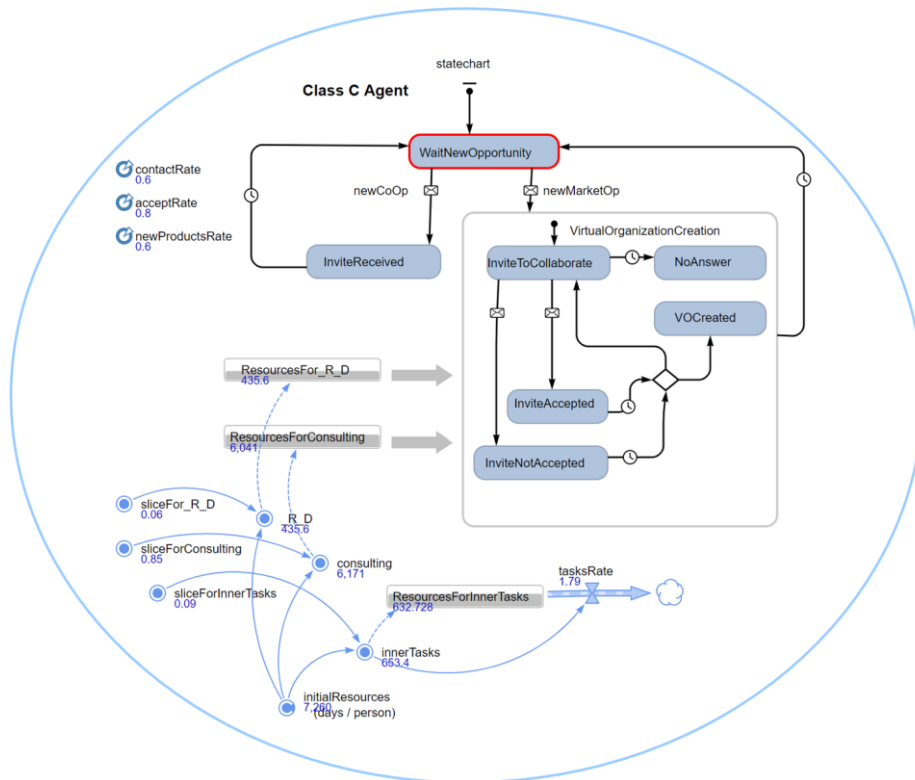 statechart
Class C Agent
WaitNewOpportunity
contactRate
0.6
newCoOp
newMarketOp
acceptRate
0.8
newProductsRate
0.6
VirtualOrganizationCreation
InviteReceived
InviteToCollaborate
NoAnswer
VOCreated
ResourcesFor_R_D
435.6
InviteAccepted
ResourcesForConsulting
6,041
InviteNotAccepted
sliceFor_R_D
0.06
_R_D
435.6
sliceForConsulting
0.85
consulting
6,171
tasksRate
1.79
sliceForInnerTasks
0.09
ResourcesForInnerTasks
632.728
innerTasks
653.4
initialResources
7,260
(days / person)